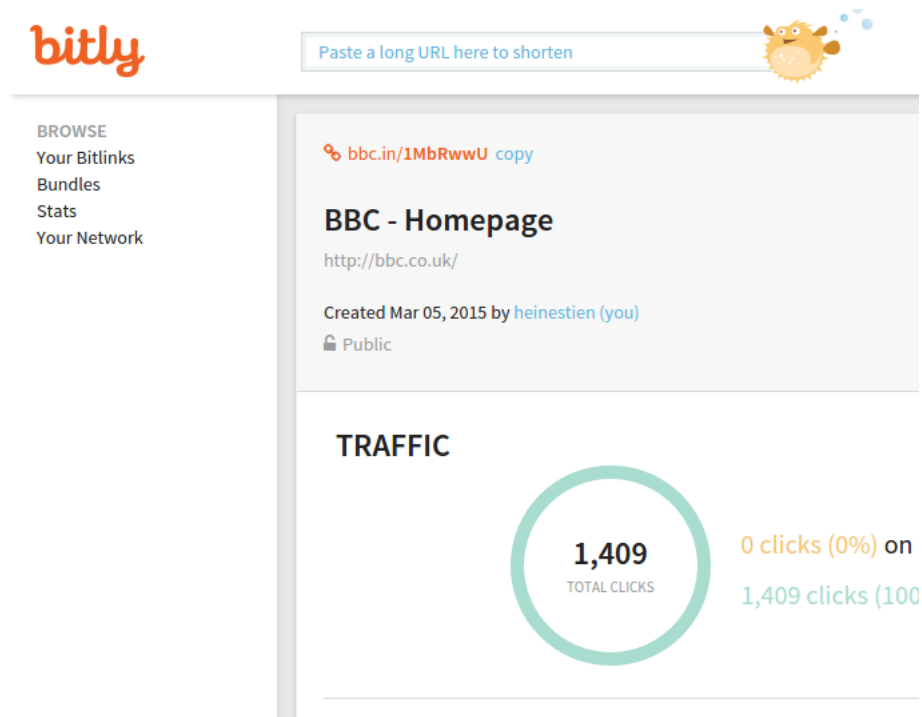 bitly
Paste a long URL here to shorten
BROWSE
Your Bitlinks
Bundles
Stats
Your Network
bbc.in/1MbRwwU copy
BBC - Homepage
http://bbc.co.uk/
Created Mar 05, 2015 by heinestien (you)
Public
TRAFFIC
1,409
TOTAL CLICKS
0 clicks (0%) on
1,409 clicks (100